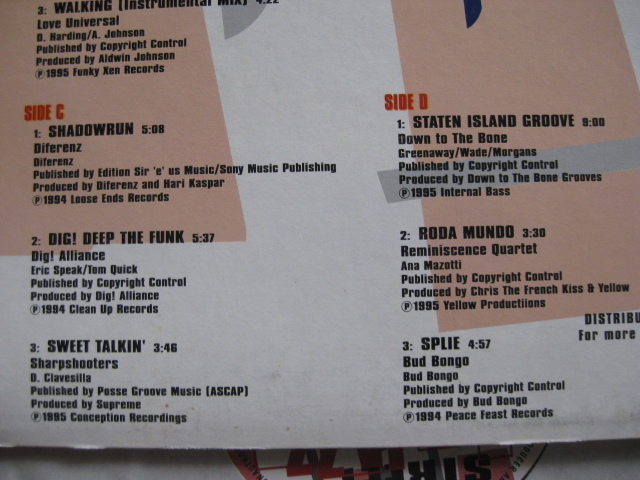 3: WALKING (Instrumental MIX) 4:22
Love Universal
D. Harding/A. Johnson
Published by Copyright Control
Produced by Aldwin Johnson
℗1995 Funky Xen Records
SIDE C
1: SHADOWRUN 5:08
Diferenz
Diferenz
Published by Edition Sir 'e' us Music/Sony Music Publishing
Produced by Diferenz and Hari Kaspar
℗1994 Loose Ends Records
2: DIG! DEEP THE FUNK 5:37
Dig! Alliance
Eric Speak/Tom Quick
Published by Copyright Control
Produced by Dig! Alliance
℗1994 Clean Up Records
3: SWEET TALKIN' 3:46
Sharpshooters
D. Clavesilla
Published by Posse Groove Music (ASCAP)
Produced by Supreme
℗1995 Conception Recordings
SIDE D
1: STATEN ISLAND GROOVE 9:00
Down to The Bone
Greenaway/Wade/Morgans
Published by Copyright Control
Produced by Down to The Bone Grooves
℗1995 Internal Bass
2: RODA MUNDO 3:30
Reminiscence Quartet
Ana Mazotti
Published by Copyright Control
Produced by Chris The French Kiss & Yellow
℗1995 Yellow Productiions
3: SPLIE 4:57
Bud Bongo
Bud Bongo
Published by Copyright Control
Produced by Bud Bongo
℗1994 Peace Feast Records
DISTRIBU
For more